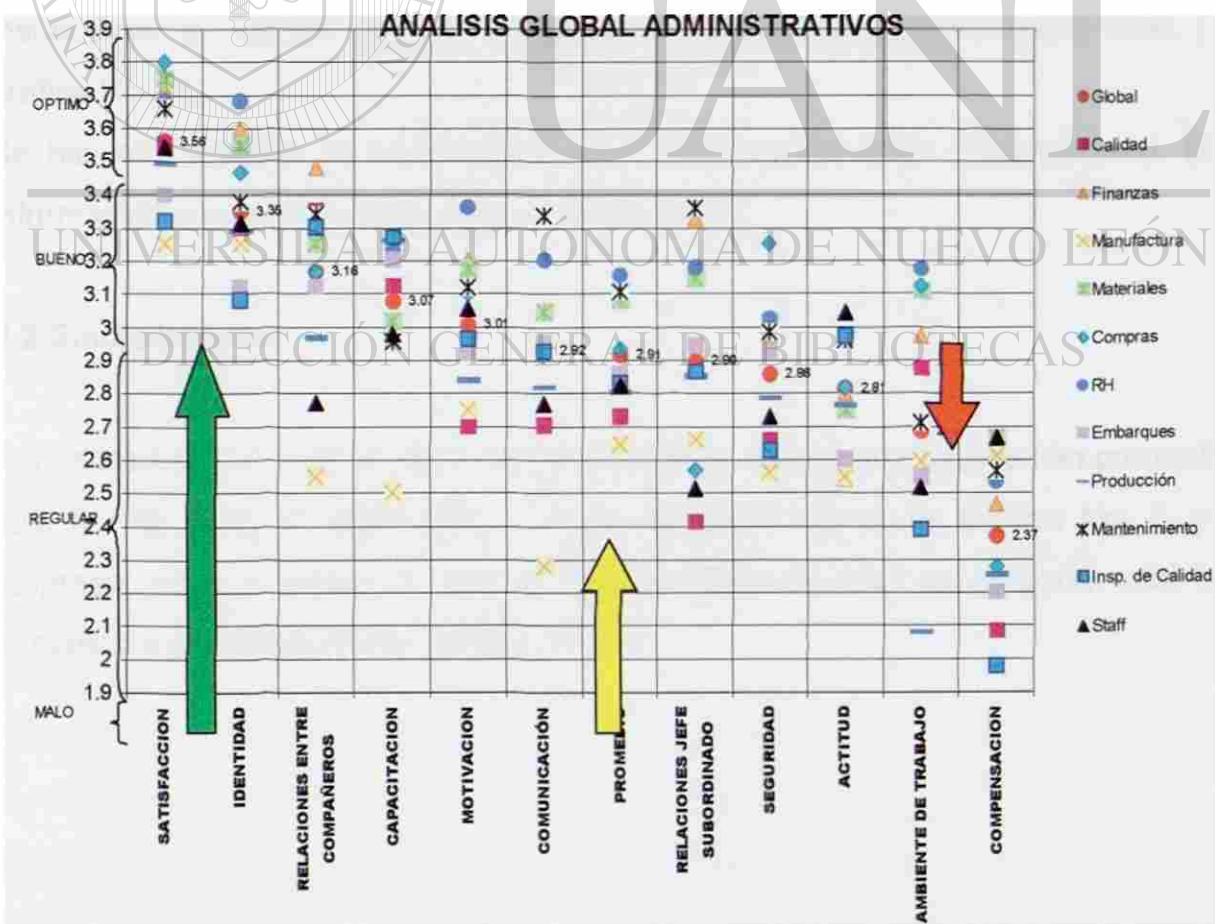 ANALISIS GLOBAL ADMINISTRATIVOS
UANL
UNIVERSIDAD AUTÓNOMA DE NUEVO LEÓN
DIRECCIÓN GENERAL DE BIBLIOTECAS
3.9
3.8
3.7
3.6
3.5
3.4
3.3
3.2
3.1
3
2.9
2.8
2.7
2.6
2.5
2.4
2.3
2.2
2.1
2
1.9
OPTIMO
BUENO
REGULAR
MALO
3.56
3.35
3.16
3.07
3.01
2.92
2.91
2.90
2.86
2.81
2.37
SATISFACCION
IDENTIDAD
RELACIONES ENTRE
COMPAÑEROS
CAPACITACION
MOTIVACION
COMUNICACIÓN
PROMEDIO
RELACIONES JEFE
SUBORDINADO
SEGURIDAD
ACTITUD
AMBIENTE DE TRABAJO
COMPENSACION
Global
Calidad
Finanzas
Manufactura
Materiales
Compras
RH
Embarques
Producción
Mantenimiento
Insp. de Calidad
Staff